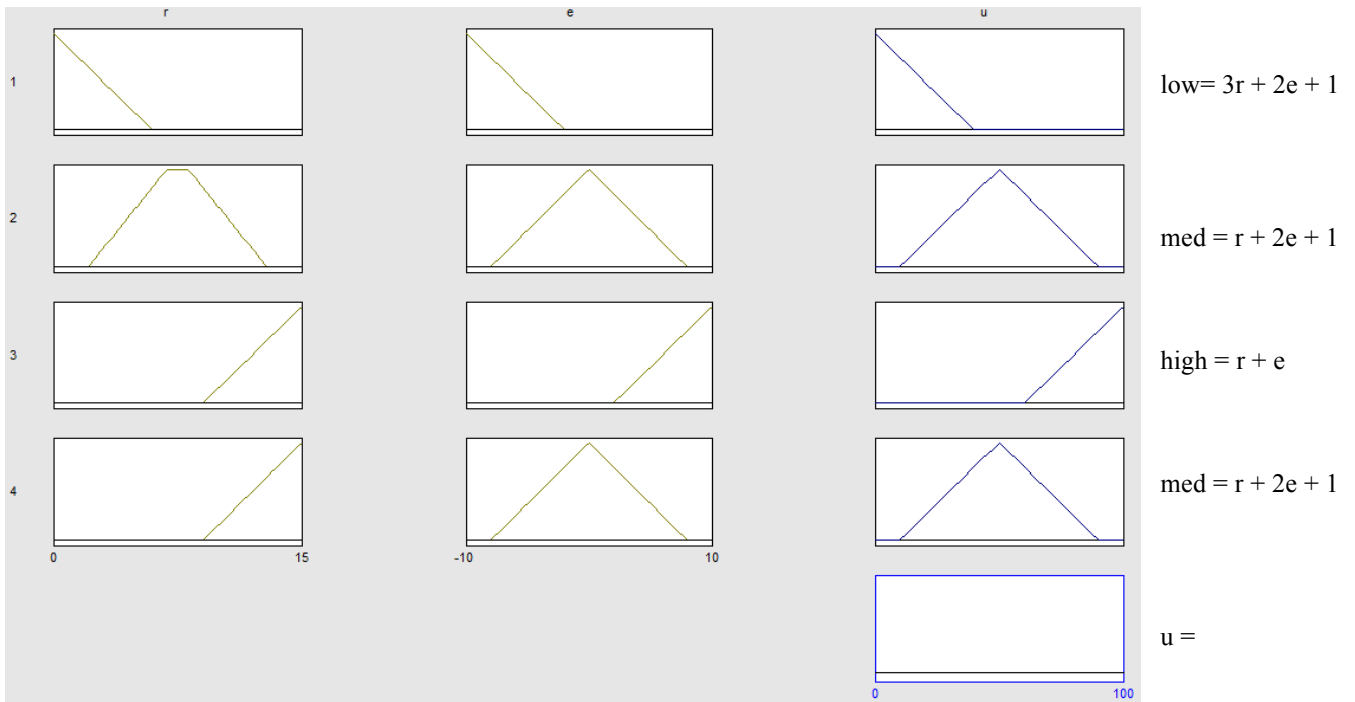 r e u
1 low= 3r + 2e + 1
2 med = r + 2e + 1
3 high = r + e
4 med = r + 2e + 1
0 15 -10 10
u =
0 100